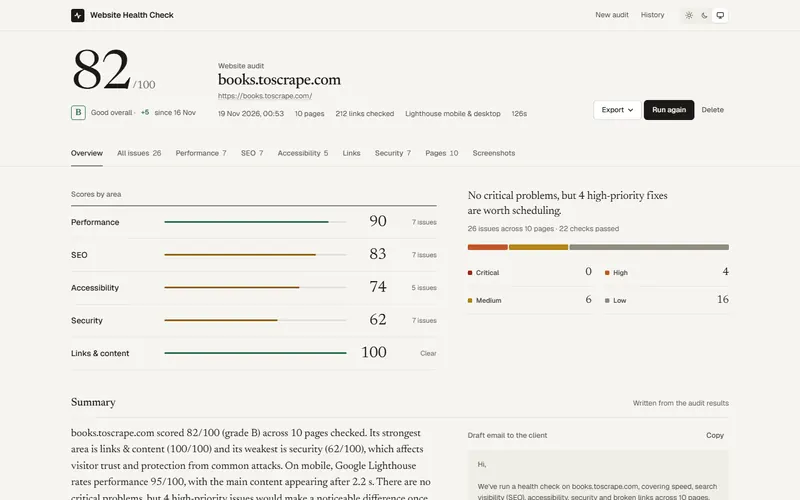 Website Health Check
New audit History
82/100
Website audit
books.toscrape.com
https://books.toscrape.com/
B Good overall · +5 since 16 Nov
19 Nov 2026, 00:53 10 pages 212 links checked Lighthouse mobile & desktop 126s
Export Run again Delete
Overview All issues 26 Performance 7 SEO 7 Accessibility 5 Links Security 7 Pages 10 Screenshots
Scores by area
Performance 90 7 issues
SEO 83 7 issues
Accessibility 74 5 issues
Security 62 7 issues
Links & content 100 Clear
No critical problems, but 4 high-priority fixes
are worth scheduling.
26 issues across 10 pages · 22 checks passed
Critical 0 High 4
Medium 6 Low 16
Summary
Written from the audit results
books.toscrape.com scored 82/100 (grade B) across 10 pages checked. Its strongest
area is links & content (100/100) and its weakest is security (62/100), which affects
visitor trust and protection from common attacks. On mobile, Google Lighthouse
rates performance 95/100, with the main content appearing after 2.2 s. There are no
critical problems, but 4 high-priority issues would make a noticeable difference once
Draft email to the client Copy
Hi,
We've run a health check on books.toscrape.com, covering speed, search
visibility (SEO), accessibility, security and broken links across 10 pages.